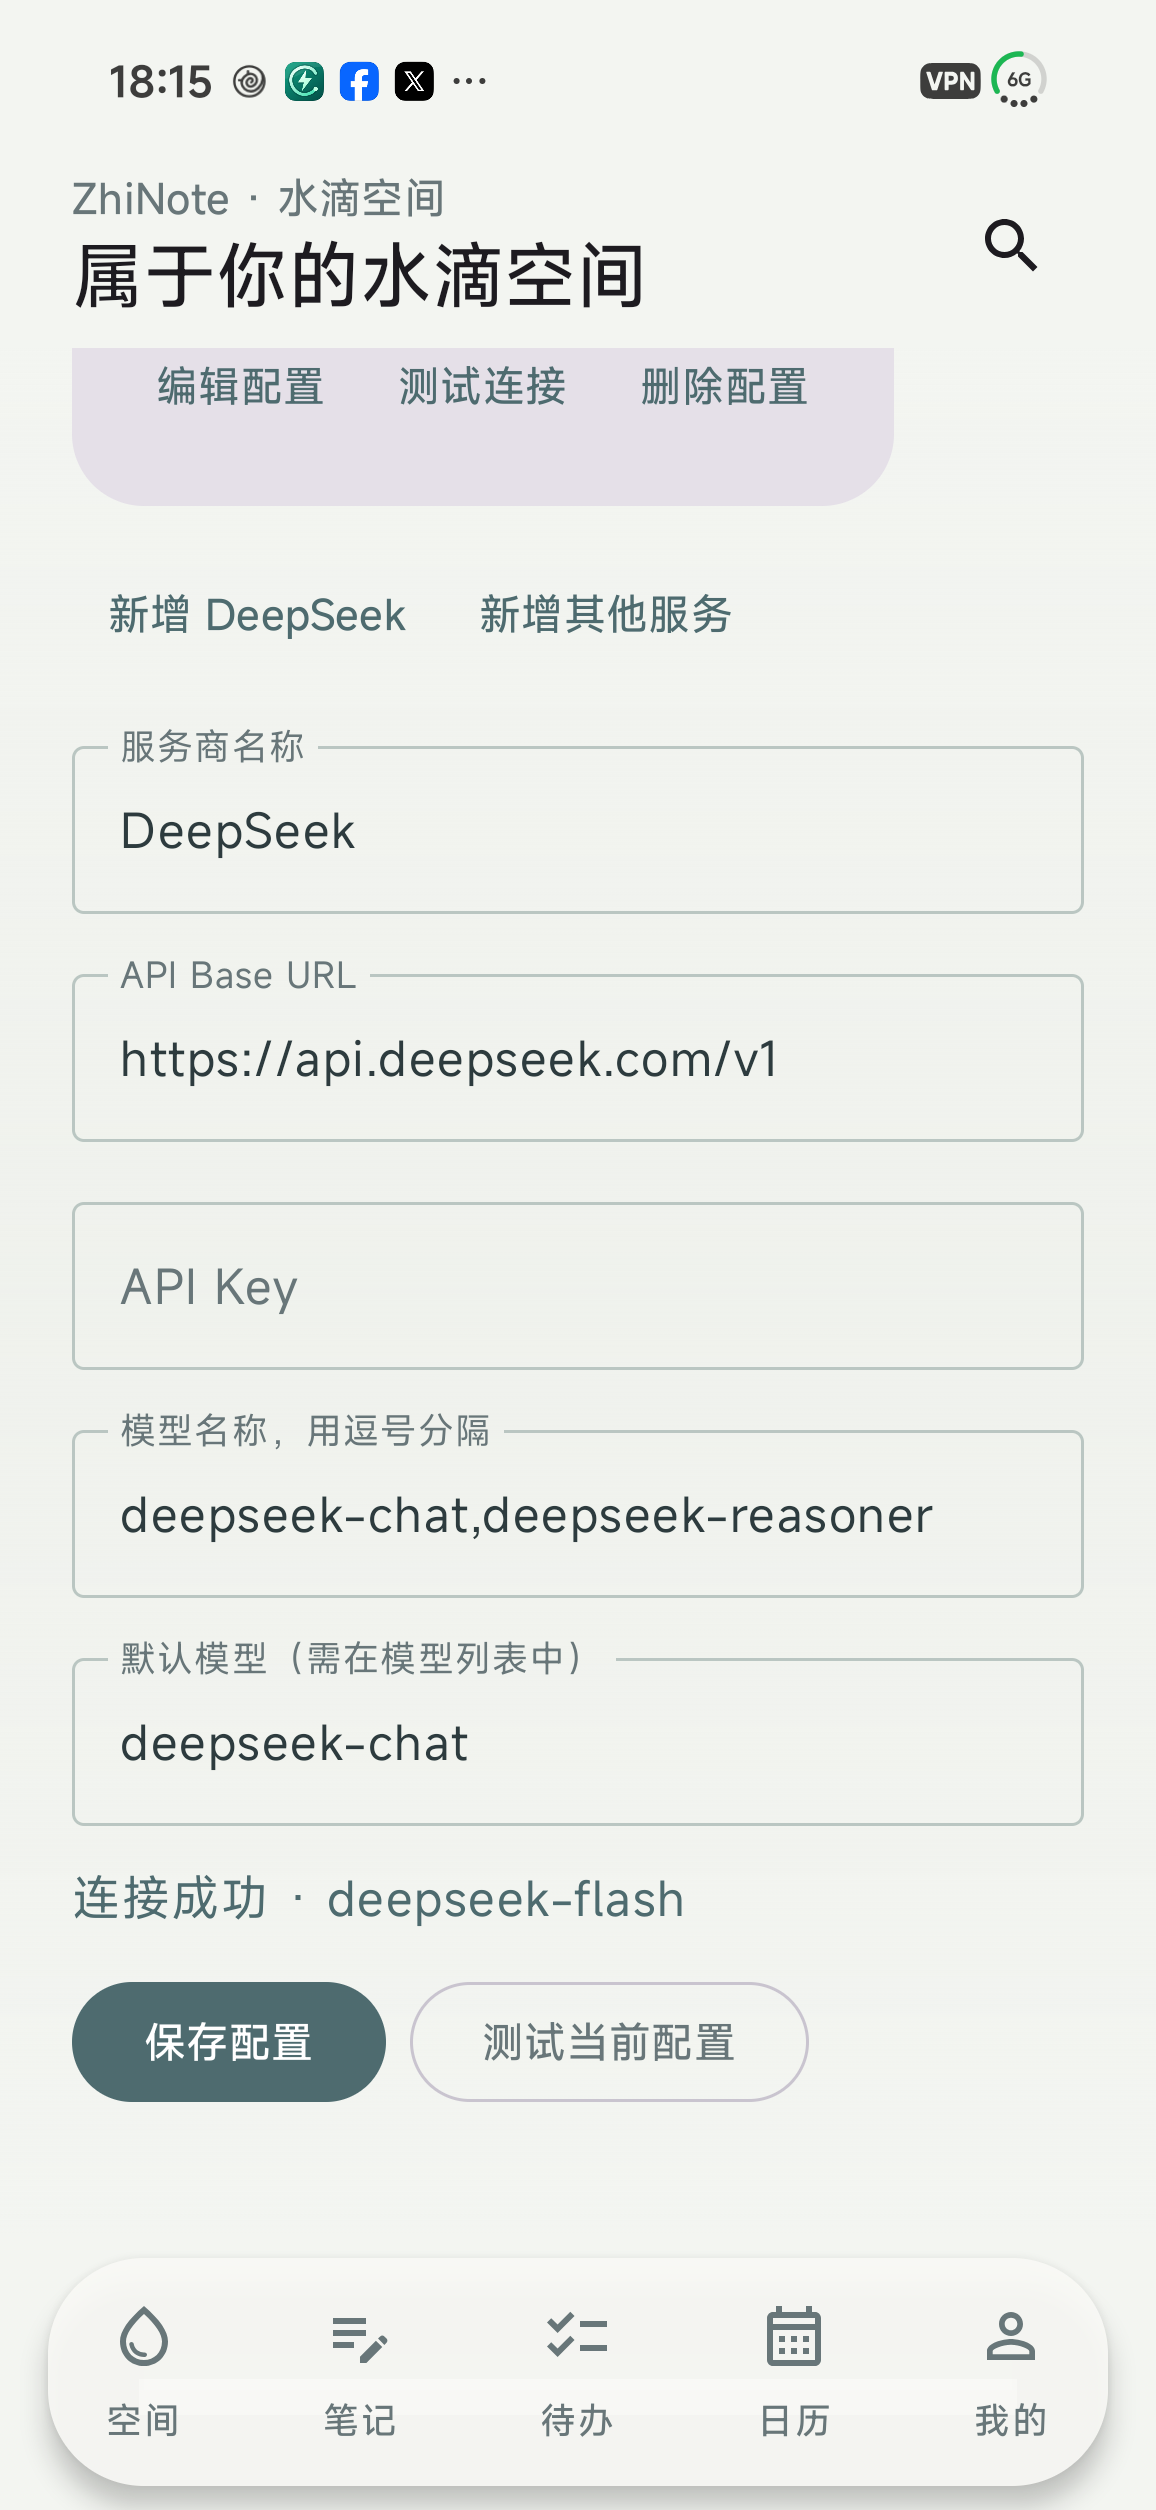 18:15
VPN 6G
ZhiNote · 水滴空间
属于你的水滴空间
编辑配置 测试连接 删除配置
新增 DeepSeek 新增其他服务
服务商名称
DeepSeek
API Base URL
https://api.deepseek.com/v1
API Key
模型名称，用逗号分隔
deepseek-chat,deepseek-reasoner
默认模型（需在模型列表中）
deepseek-chat
连接成功 · deepseek-flash
保存配置 测试当前配置
空间 笔记 待办 日历 我的